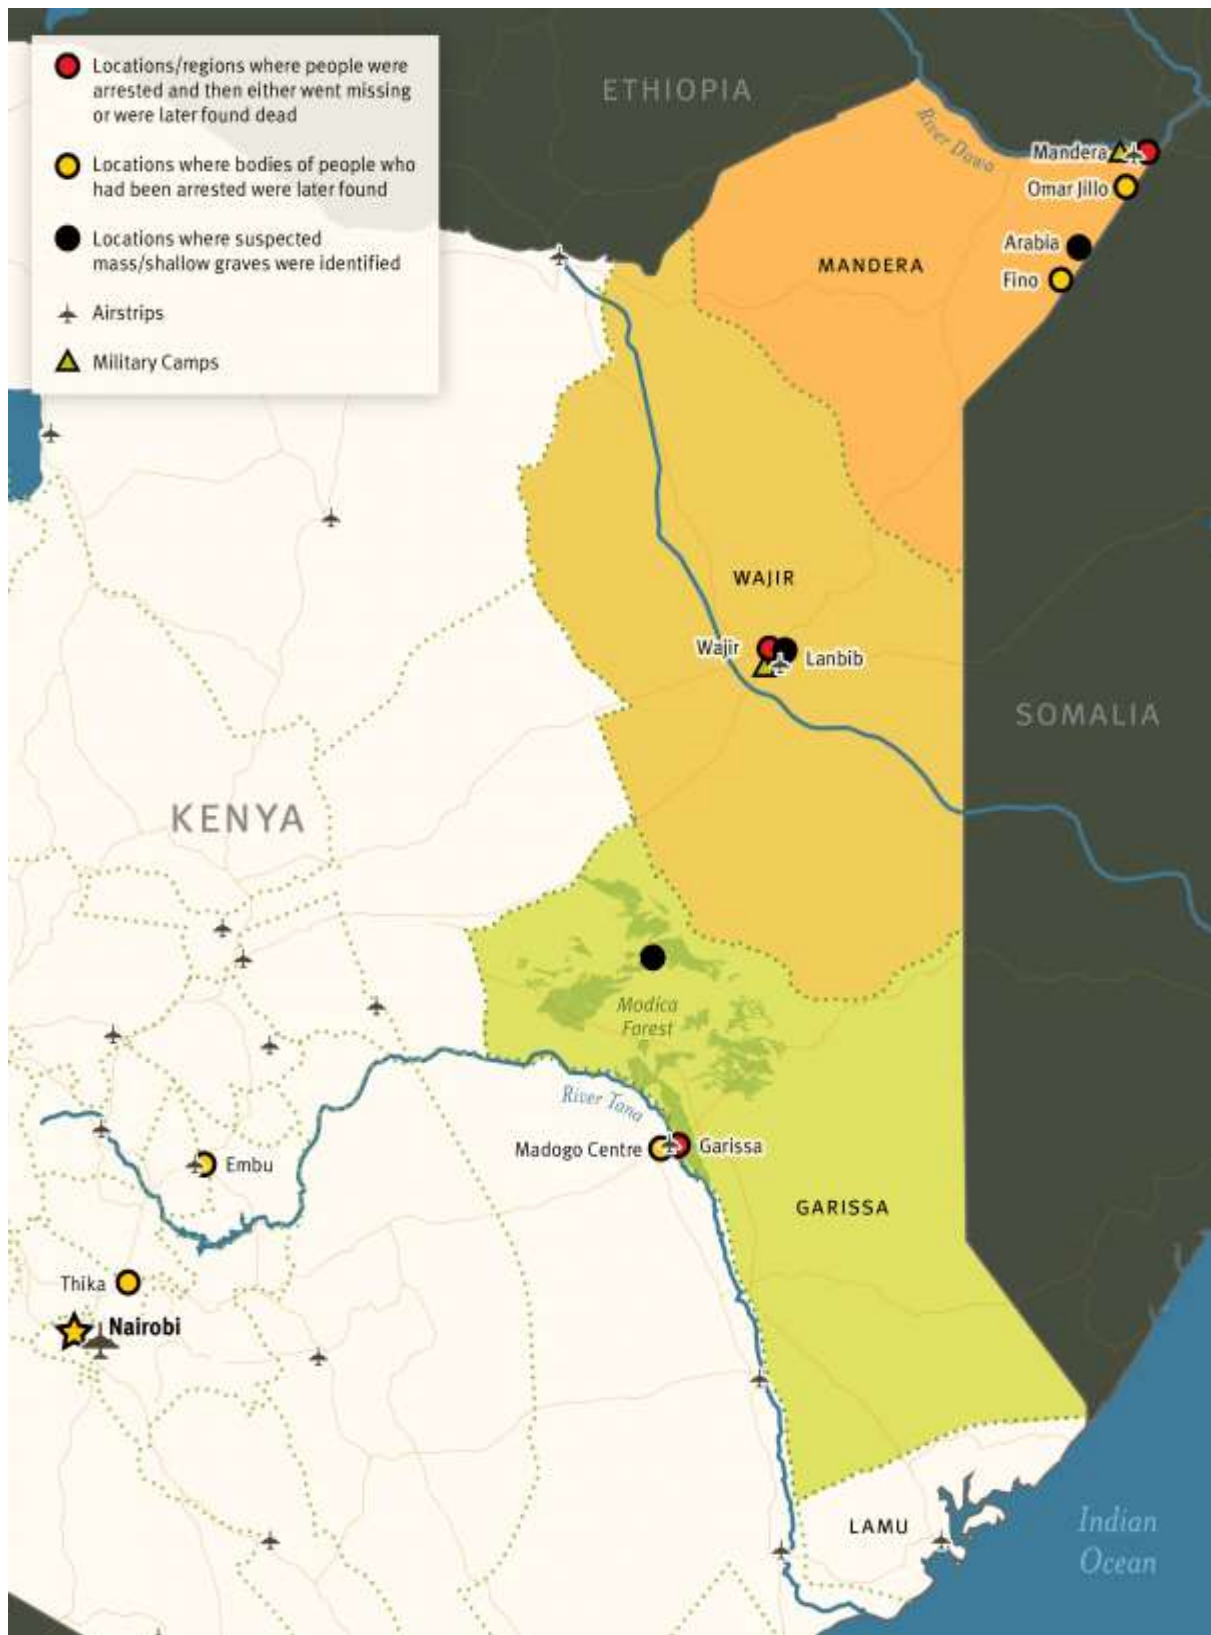 Locations/regions where people were
arrested and then either went missing
or were later found dead
Locations where bodies of people who
had been arrested were later found
Locations where suspected
mass/shallow graves were identified
Airstrips
Military Camps
ETHIOPIA
River Dawa
Mandera
Omar Jillo
Arabia
Fino
MANDERA
WAJIR
Wajir
Lanbib
SOMALIA
KENYA
Modica
Forest
River Tana
Madogo Centre
Garissa
Embu
GARISSA
Thika
Nairobi
LAMU
Indian
Ocean